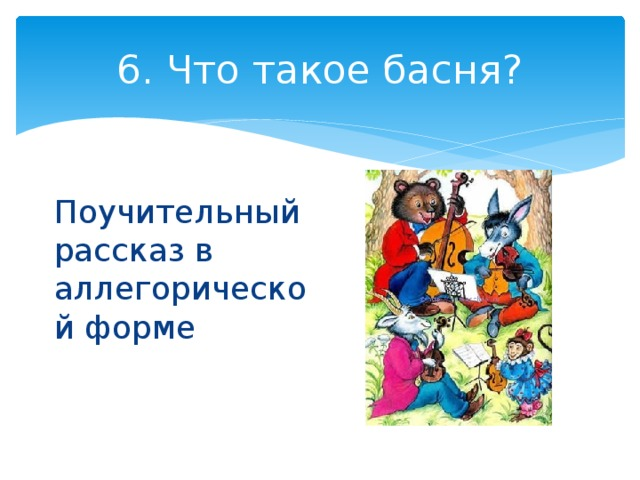 6. Что такое басня?
Поучительный
рассказ в
аллегорическо
й форме